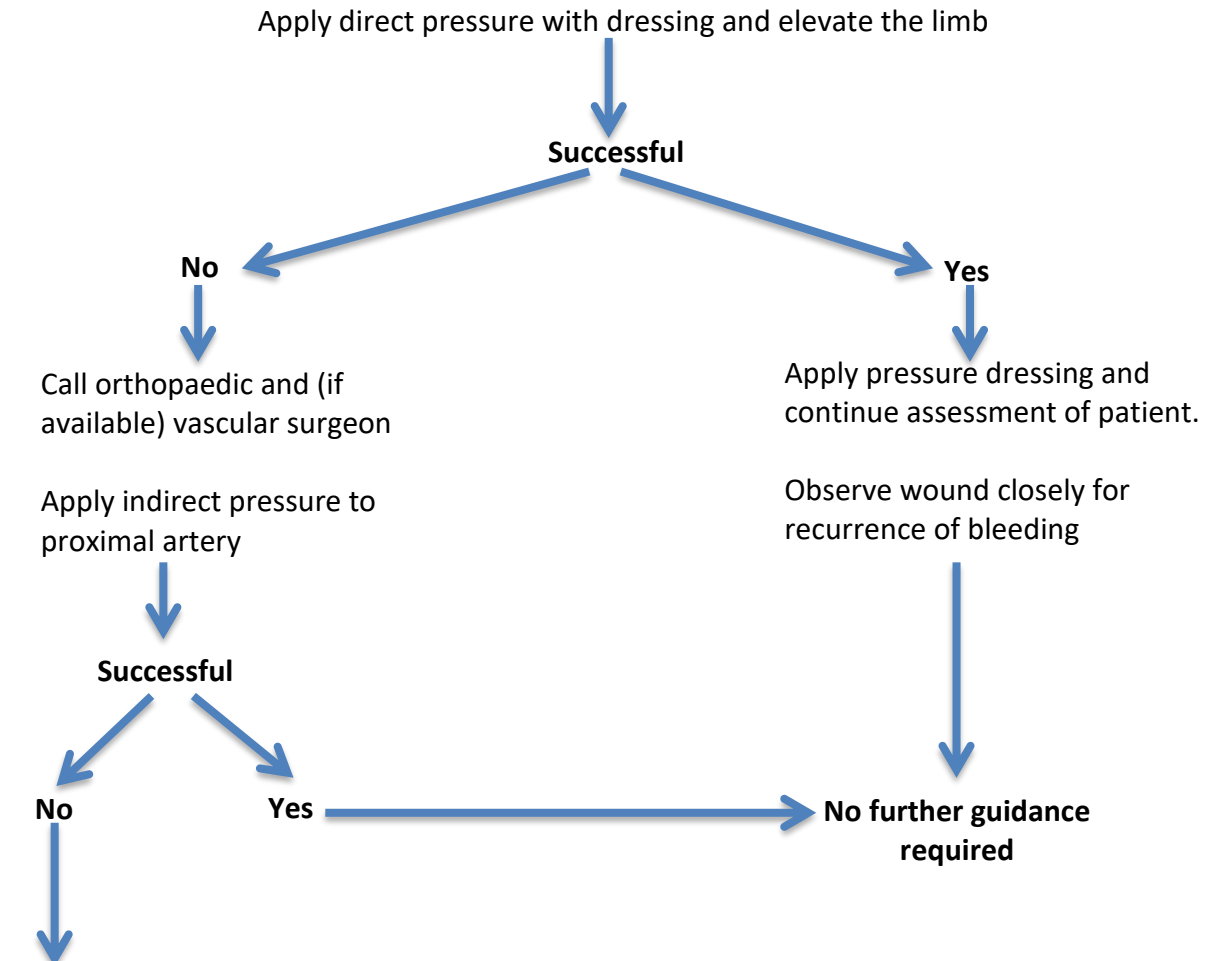 Apply direct pressure with dressing and elevate the limb
Successful
No
Yes
Call orthopaedic and (if
available) vascular surgeon
Apply pressure dressing and
continue assessment of patient.
Apply indirect pressure to
proximal artery
Observe wound closely for
recurrence of bleeding
Successful
No
Yes
No further guidance
required